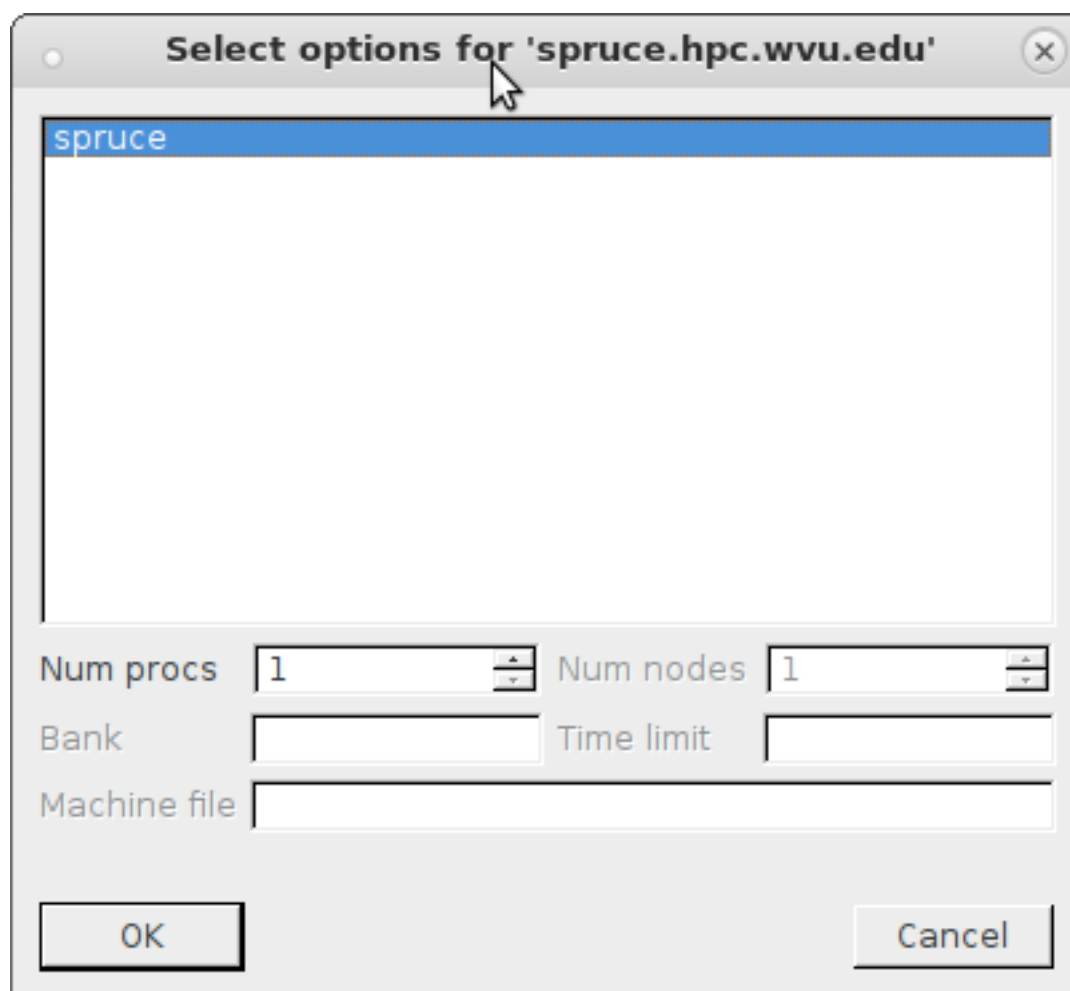 Select options for 'spruce.hpc.wvu.edu'
spruce
Num procs 1 Num nodes 1
Bank Time limit
Machine file
OK Cancel